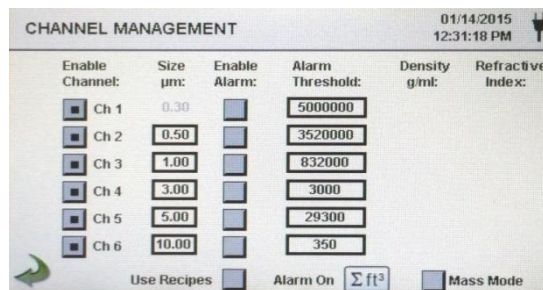 CHANNEL MANAGEMENT
01/14/2015
12:31:18 PM
Enable Channel: Size µm: Enable Alarm: Alarm Threshold: Density g/ml: Refractive Index:
Ch 1 0.30 5000000
Ch 2 0.50 3520000
Ch 3 1.00 832000
Ch 4 3.00 3000
Ch 5 5.00 29300
Ch 6 10.00 350
Use Recipes Alarm On Σ ft³ Mass Mode